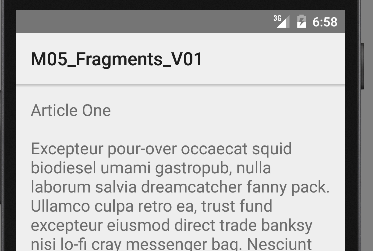 3G 6:58
M05_Fragments_V01
Article One
Excepteur pour-over occaecat squid
biodiesel umami gastropub, nulla
laborum salvia dreamcatcher fanny pack.
Ullamco culpa retro ea, trust fund
excepteur eiusmod direct trade banksy
nisi lo-fi cray messenger bag. Nesciunt